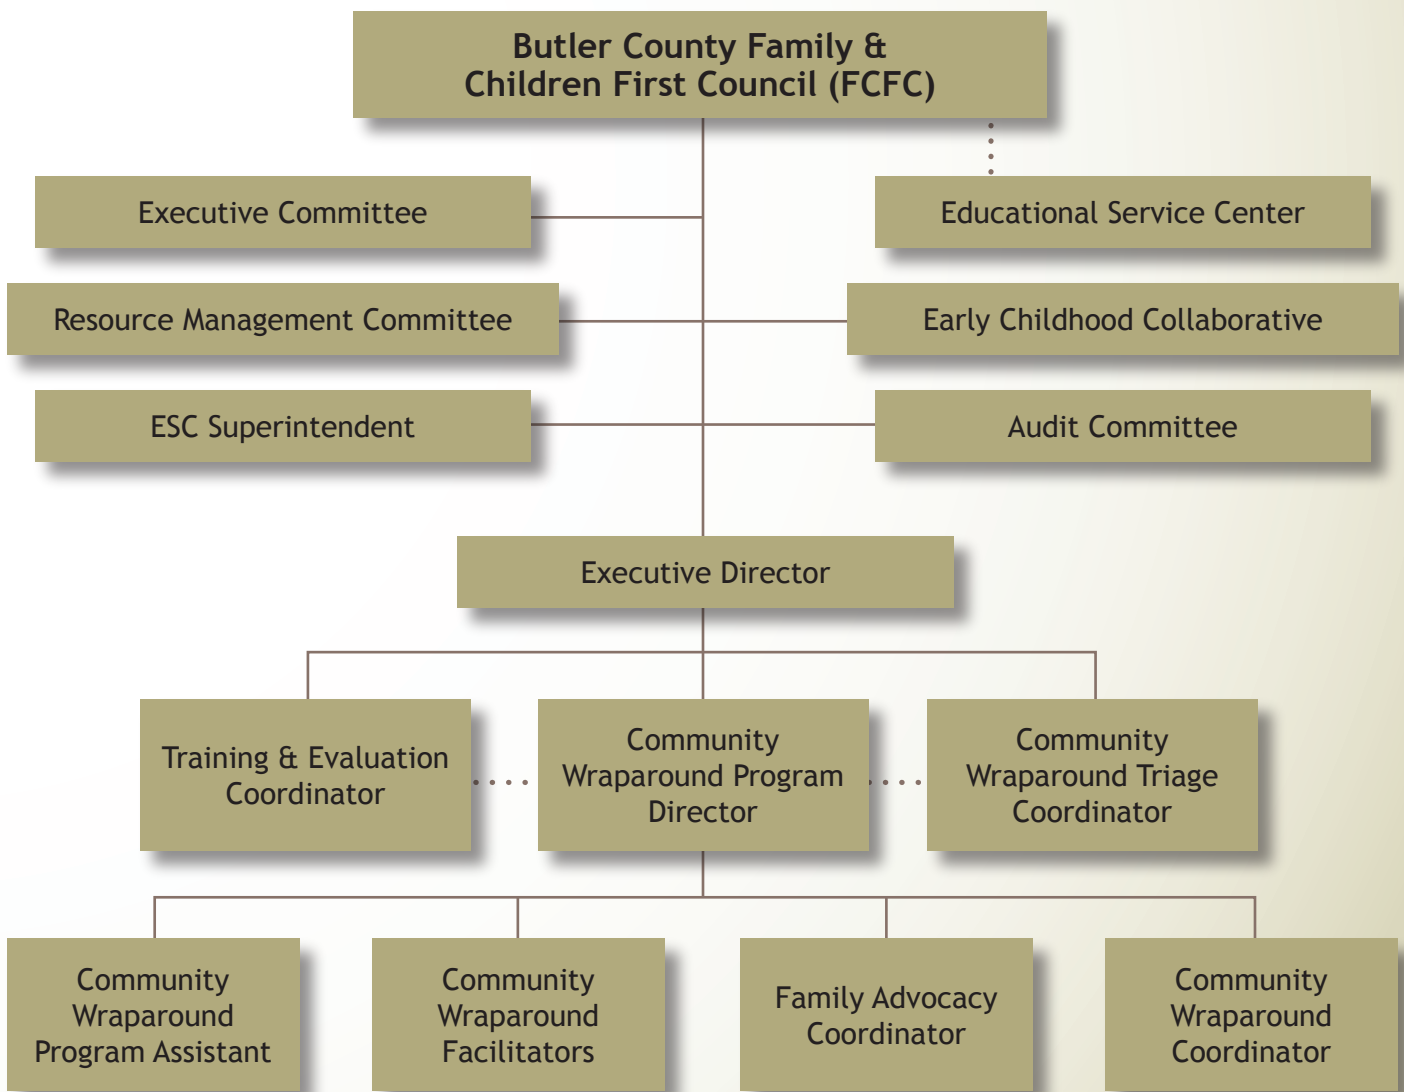 Butler County Family &
Children First Council (FCFC)
Executive Committee
Educational Service Center
Resource Management Committee
Early Childhood Collaborative
ESC Superintendent
Audit Committee
Executive Director
Training & Evaluation
Coordinator
Community
Wraparound Program
Director
Community
Wraparound Triage
Coordinator
Community
Wraparound
Program Assistant
Community
Wraparound
Facilitators
Family Advocacy
Coordinator
Community
Wraparound
Coordinator